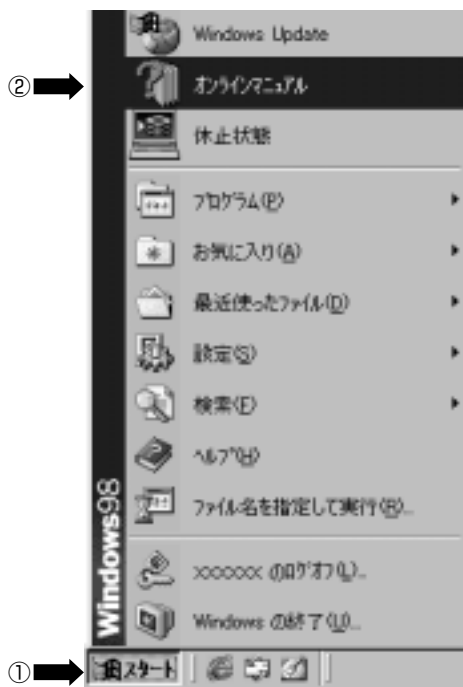 Windows Update
② オンラインマニュアル
休止状態
プログラム(P)
お気に入り(A)
最近使ったファイル(D)
設定(S)
検索(F)
ヘルプ(H)
ファイル名を指定して実行(R)...
xxxxxx のログオフ(L)...
Windows の終了(U)...
Windows98
① スタート